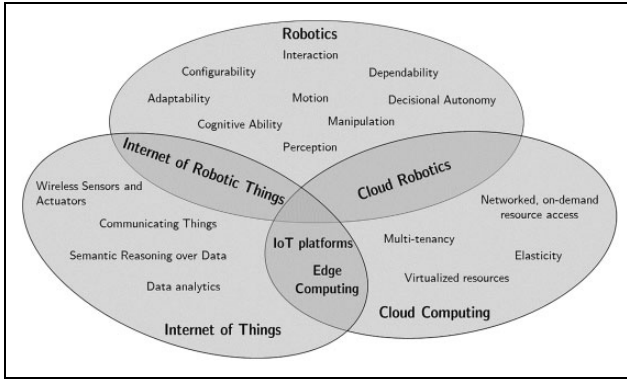 Robotics
Interaction
Configurability
Dependability
Adaptability
Motion
Decisional Autonomy
Cognitive Ability
Manipulation
Perception
Internet of Robotic Things
Cloud Robotics
Wireless Sensors and
Actuators
Communicating Things
Semantic Reasoning over Data
Data analytics
Internet of Things
IoT platforms
Edge
Computing
Networked, on-demand
resource access
Multi-tenancy
Elasticity
Virtualized resources
Cloud Computing